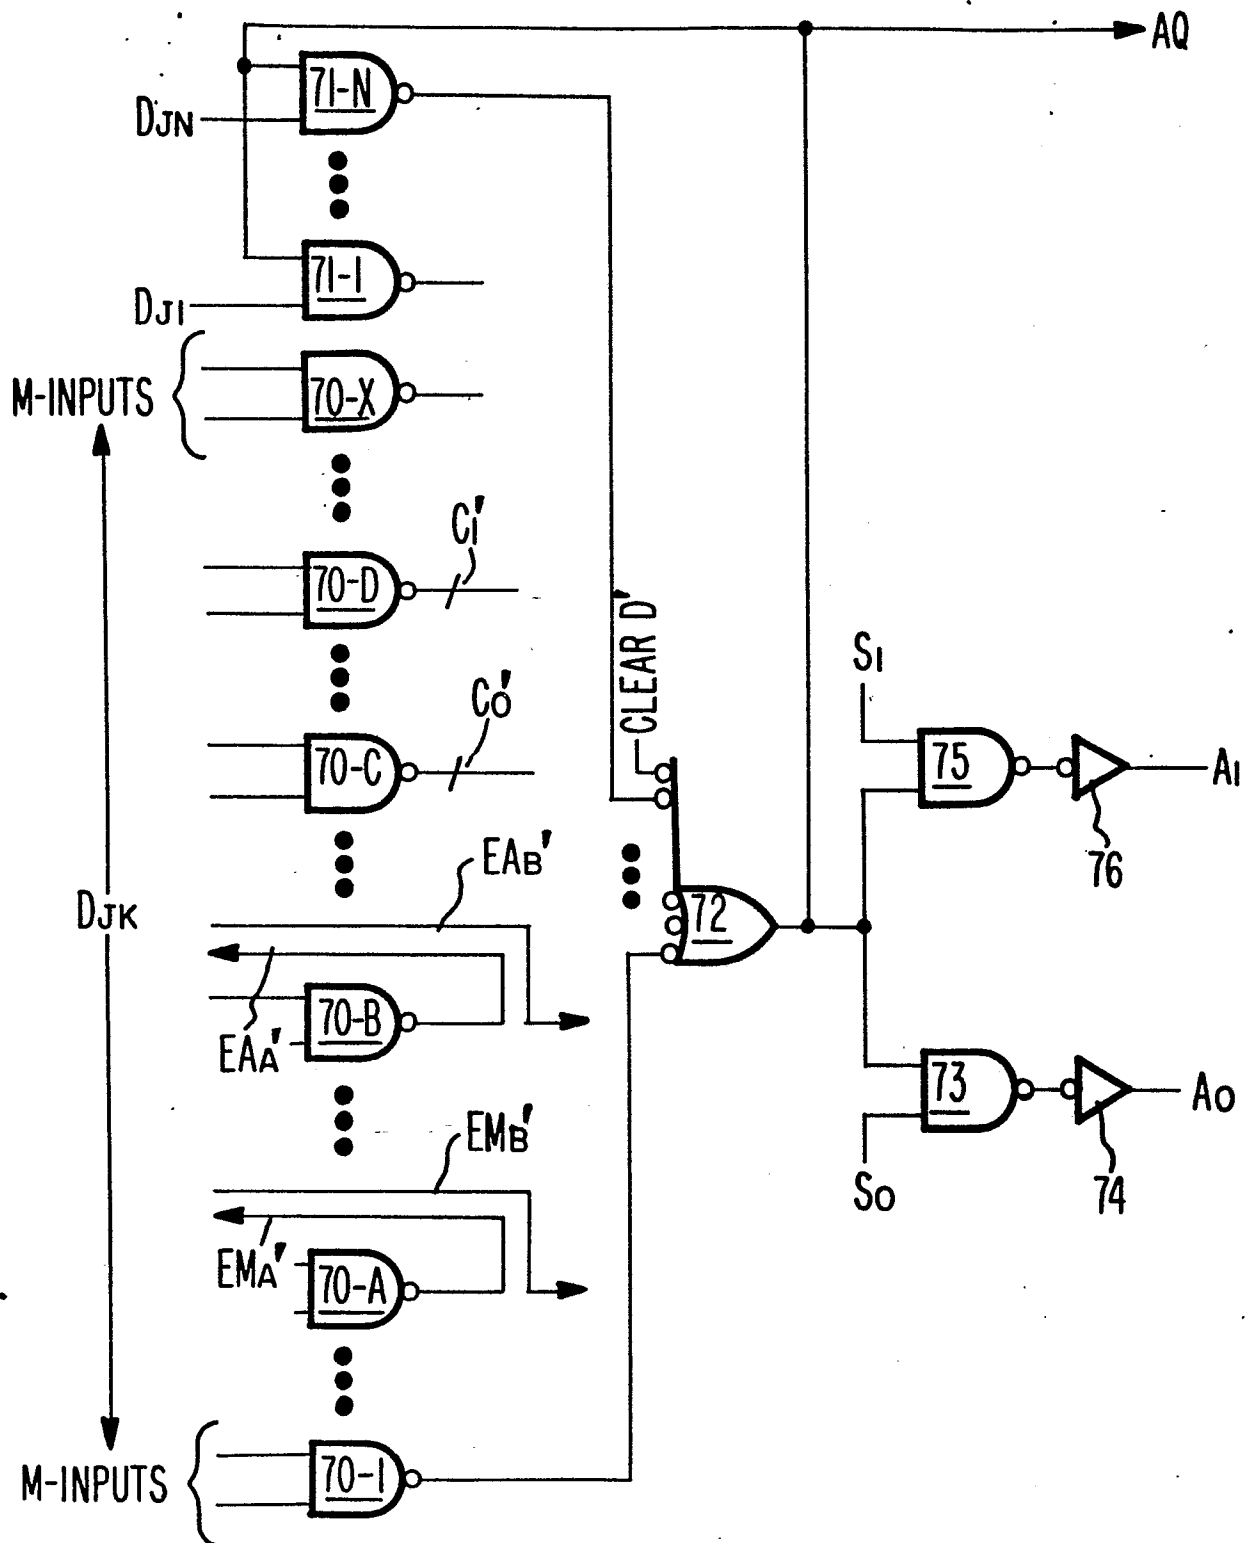 AQ
71-N
DJN
71-1
DJ1
M-INPUTS
70-X
C1'
70-D
CLEAR D'
S1
C0'
70-C
75
A1
76
EAB'
DJK
72
70-B
EAA'
73
A0
EMB'
S0
74
EMA'
70-A
M-INPUTS
70-1